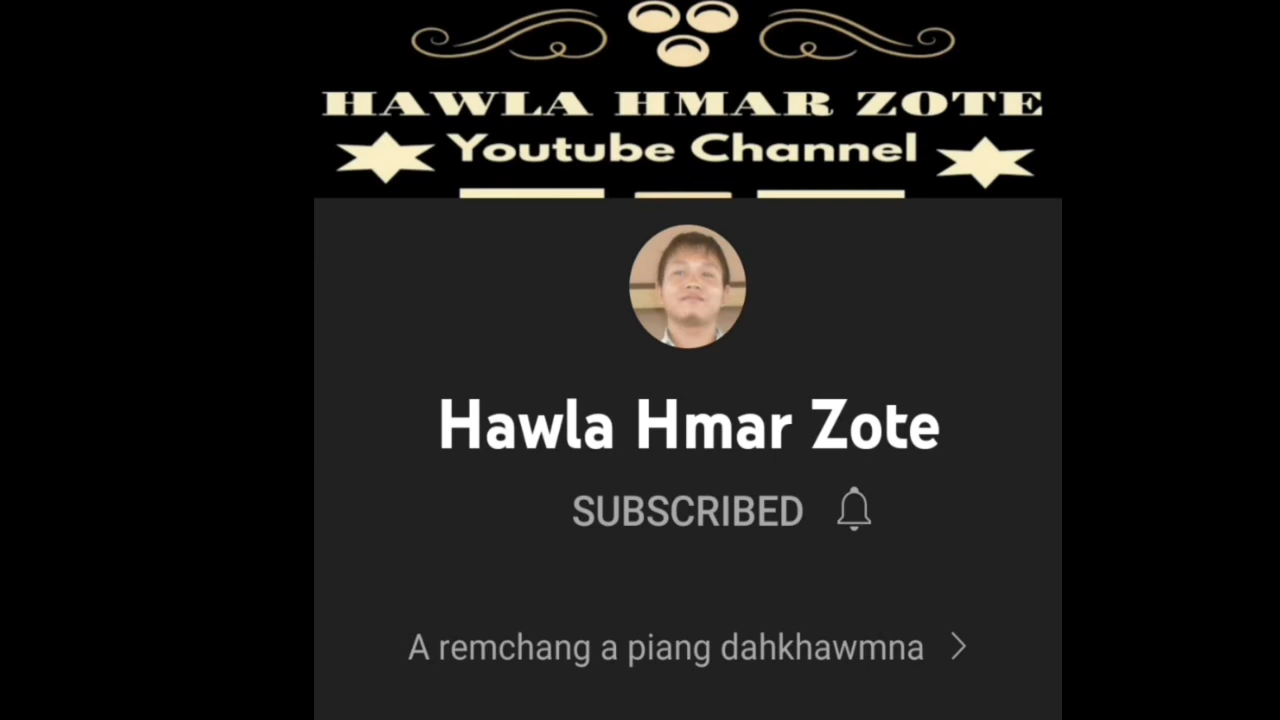 HAWLA HMAR ZOTE
Youtube Channel
Hawla Hmar Zote
SUBSCRIBED
A remchang a piang dahkhawmna